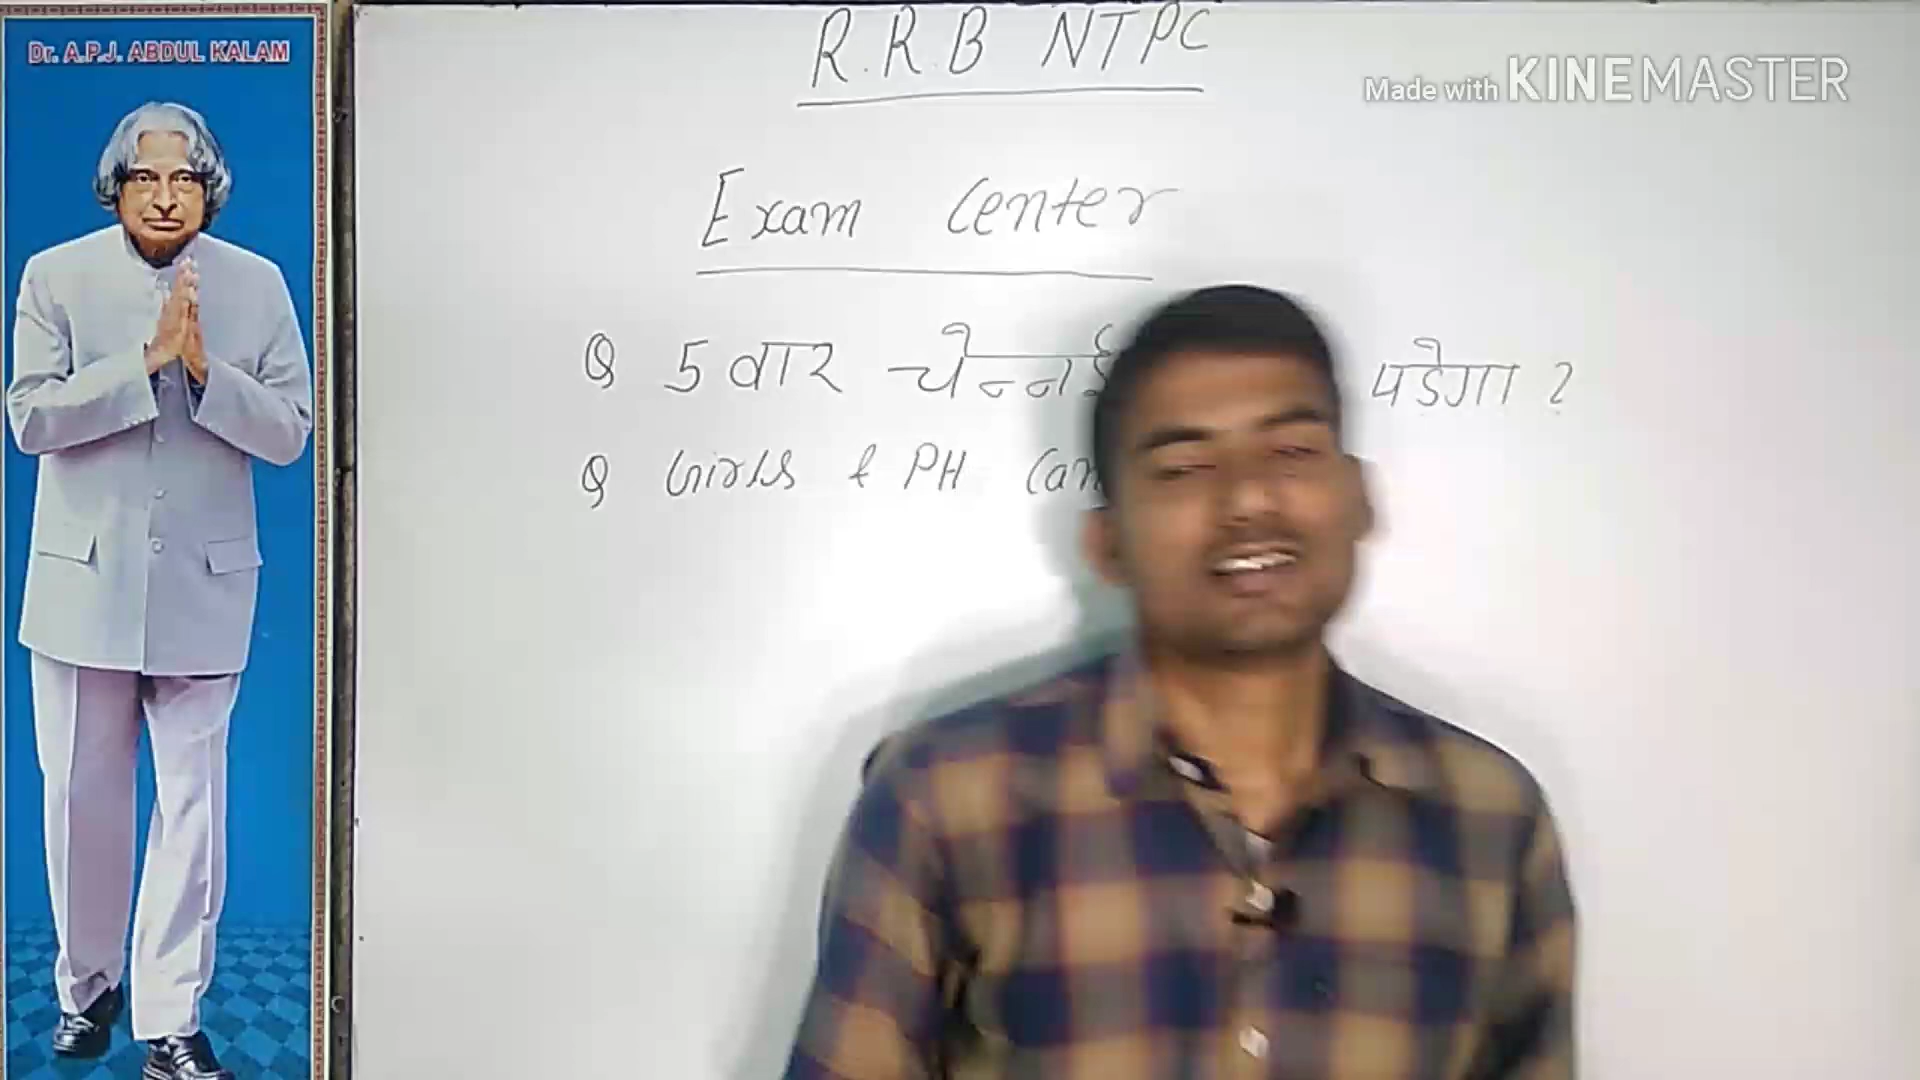 Dr. A.P.J. ABDUL KALAM
R.R.B NTPC
Made with KINEMASTER
Exam Center
Q 5 वार चेन्नई पडेगा ?
Q Girls & PH